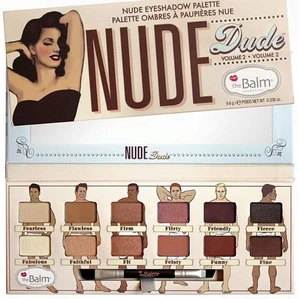 NUDE EYESHADOW PALETTE
PALETTE OMBRES À PAUPIÈRES NUE
NUDE
Dude
VOLUME 2 • VOLUME 2
theBalm
NUDE Dude
Fearless Flawless Firm Flirty Friendly Fierce
Fabulous Faithful Fit Feisty Funny Fine
theBalm